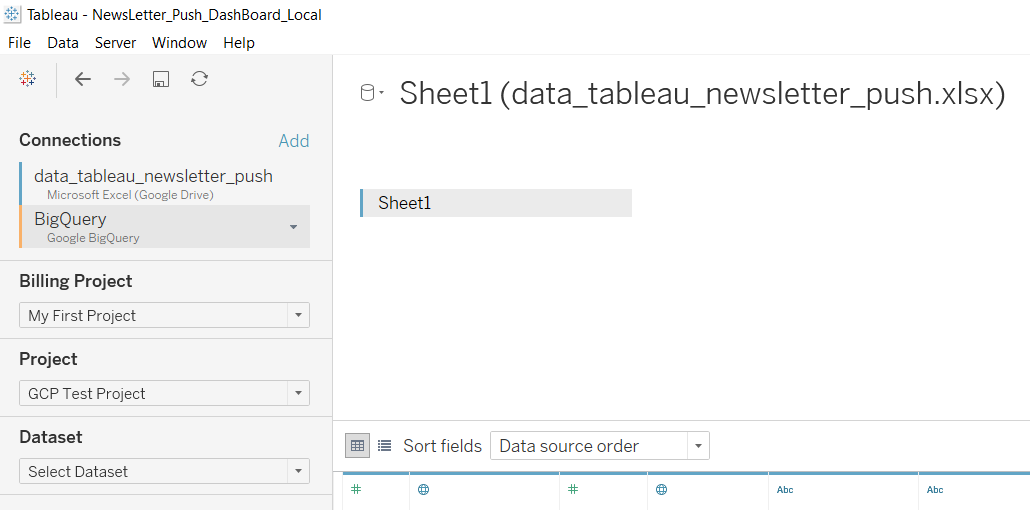 Tableau - NewsLetter_Push_DashBoard_Local
File Data Server Window Help
Connections Add
data_tableau_newsletter_push
Microsoft Excel (Google Drive)
BigQuery
Google BigQuery
Billing Project
My First Project
Project
GCP Test Project
Dataset
Select Dataset
Sheet1 (data_tableau_newsletter_push.xlsx)
Sheet1
Sort fields Data source order
# # Abc Abc